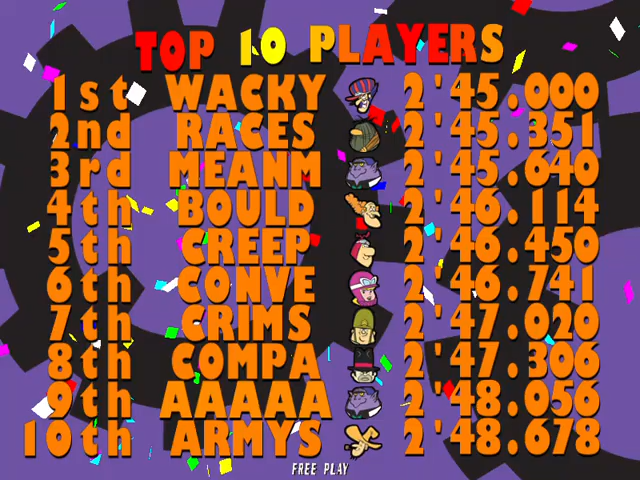 TOP 10 PLAYERS
1st WACKY 2'45.000
2nd RACES 2'45.351
3rd MEANM 2'45.640
4th BOULD 2'46.114
5th CREEP 2'46.450
6th CONVE 2'46.741
7th CRIMS 2'47.020
8th COMPA 2'47.306
9th AAAAA 2'48.056
10th ARMYS 2'48.678
FREE PLAY